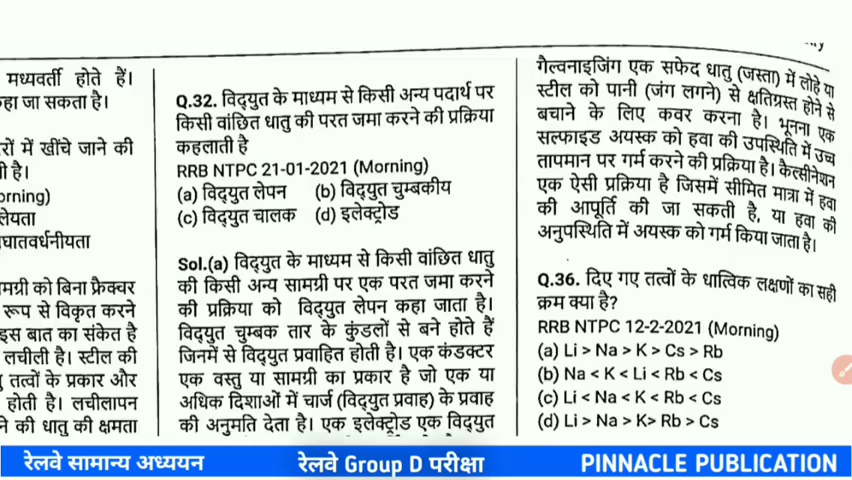 मध्यवर्ती होते हैं।
कहा जा सकता है।
रों में खींचे जाने की
ी है।
orning)
लेयता
घातवर्धनीयता
मग्री को बिना फ्रैक्चर
रूप से विकृत करने
इस बात का संकेत है
लचीली है। स्टील की
तत्वों के प्रकार और
होती है। लचीलापन
ने की धातु की क्षमता
Q.32. विद्युत के माध्यम से किसी अन्य पदार्थ पर
किसी वांछित धातु की परत जमा करने की प्रक्रिया
कहलाती है
RRB NTPC 21-01-2021 (Morning)
(a) विद्युत लेपन (b) विद्युत चुम्बकीय
(c) विद्युत चालक (d) इलेक्ट्रोड
Sol.(a) विद्युत के माध्यम से किसी वांछित धातु
की किसी अन्य सामग्री पर एक परत जमा करने
की प्रक्रिया को विद्युत लेपन कहा जाता है।
विद्युत चुम्बक तार के कुंडलों से बने होते हैं
जिनमें से विद्युत प्रवाहित होती है। एक कंडक्टर
एक वस्तु या सामग्री का प्रकार है जो एक या
अधिक दिशाओं में चार्ज (विद्युत प्रवाह) के प्रवाह
की अनुमति देता है। एक इलेक्ट्रोड एक विद्युत
गैल्वनाइजिंग एक सफेद धातु (जस्ता) में लोहे या
स्टील को पानी (जंग लगने) से क्षतिग्रस्त होने से
बचाने के लिए कवर करना है। भूनना एक
सल्फाइड अयस्क को हवा की उपस्थिति में उच्च
तापमान पर गर्म करने की प्रक्रिया है। कैल्सीनेशन
एक ऐसी प्रक्रिया है जिसमें सीमित मात्रा में हवा
की आपूर्ति की जा सकती है, या हवा की
अनुपस्थिति में अयस्क को गर्म किया जाता है।
Q.36. दिए गए तत्वों के धात्विक लक्षणों का सही
क्रम क्या है?
RRB NTPC 12-2-2021 (Morning)
(a) Li > Na > K > Cs > Rb
(b) Na < K < Li < Rb < Cs
(c) Li < Na < K < Rb < Cs
(d) Li > Na > K> Rb > Cs
रेलवे सामान्य अध्ययन
रेलवे Group D परीक्षा
PINNACLE PUBLICATION